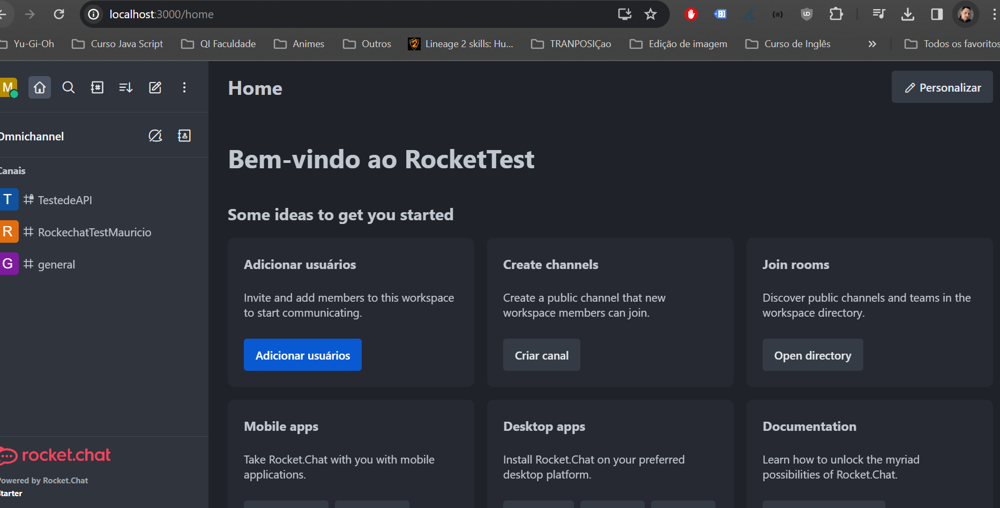 localhost:3000/home
Yu-Gi-Oh Curso Java Script QI Faculdade Animes Outros Lineage 2 skills: Hu... TRANPOSIÇao Edição de imagem Curso de Inglês Todos os favoritos
M
Home
Personalizar
Omnichannel
Canais
T TestedeAPI
R RockechatTestMauricio
G general
Bem-vindo ao RocketTest
Some ideas to get you started
Adicionar usuários
Invite and add members to this workspace
to start communicating.
Adicionar usuários
Create channels
Create a public channel that new
workspace members can join.
Criar canal
Join rooms
Discover public channels and teams in the
workspace directory.
Open directory
Mobile apps
Take Rocket.Chat with you with mobile
applications.
Desktop apps
Install Rocket.Chat on your preferred
desktop platform.
Documentation
Learn how to unlock the myriad
possibilities of Rocket.Chat.
rocket.chat
Powered by Rocket.Chat
Starter